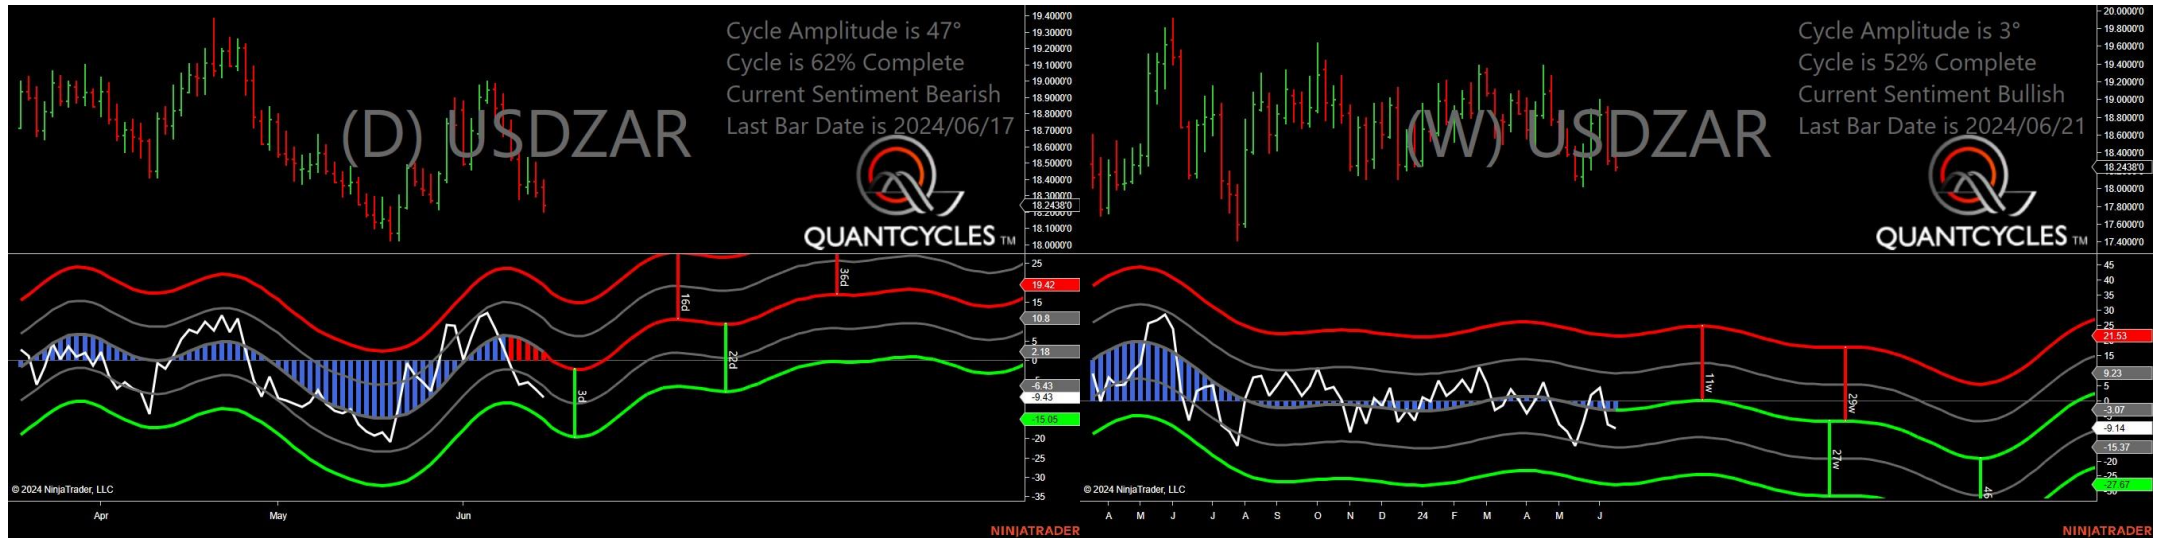 (D) USDZAR
Cycle Amplitude is 47°
Cycle is 62% Complete
Current Sentiment Bearish
Last Bar Date is 2024/06/17
QUANTCYCLES TM
19.4000'0
19.3000'0
19.2000'0
19.1000'0
19.0000'0
18.9000'0
18.8000'0
18.7000'0
18.6000'0
18.5000'0
18.4000'0
18.3000'0
18.2438'0
18.2000'0
18.1000'0
18.0000'0
16d
36d
22d
3d
25
19.42
15
10.8
5
2.18
0
-6.43
-9.43
-15.05
-20
-25
-30
-35
© 2024 NinjaTrader, LLC
Apr May Jun
NINJATRADER
(W) USDZAR
Cycle Amplitude is 3°
Cycle is 52% Complete
Current Sentiment Bullish
Last Bar Date is 2024/06/21
QUANTCYCLES TM
20.0000'0
19.8000'0
19.6000'0
19.4000'0
19.2000'0
19.0000'0
18.8000'0
18.6000'0
18.4000'0
18.2438'0
18.0000'0
17.8000'0
17.6000'0
17.4000'0
11w
29w
27w
45
40
35
30
25
21.53
15
9.23
5
0
-3.07
-9.14
-15.37
-20
-25
-27.67
© 2024 NinjaTrader, LLC
A M J J A S O N D 24 F M A M J
NINJATRADER